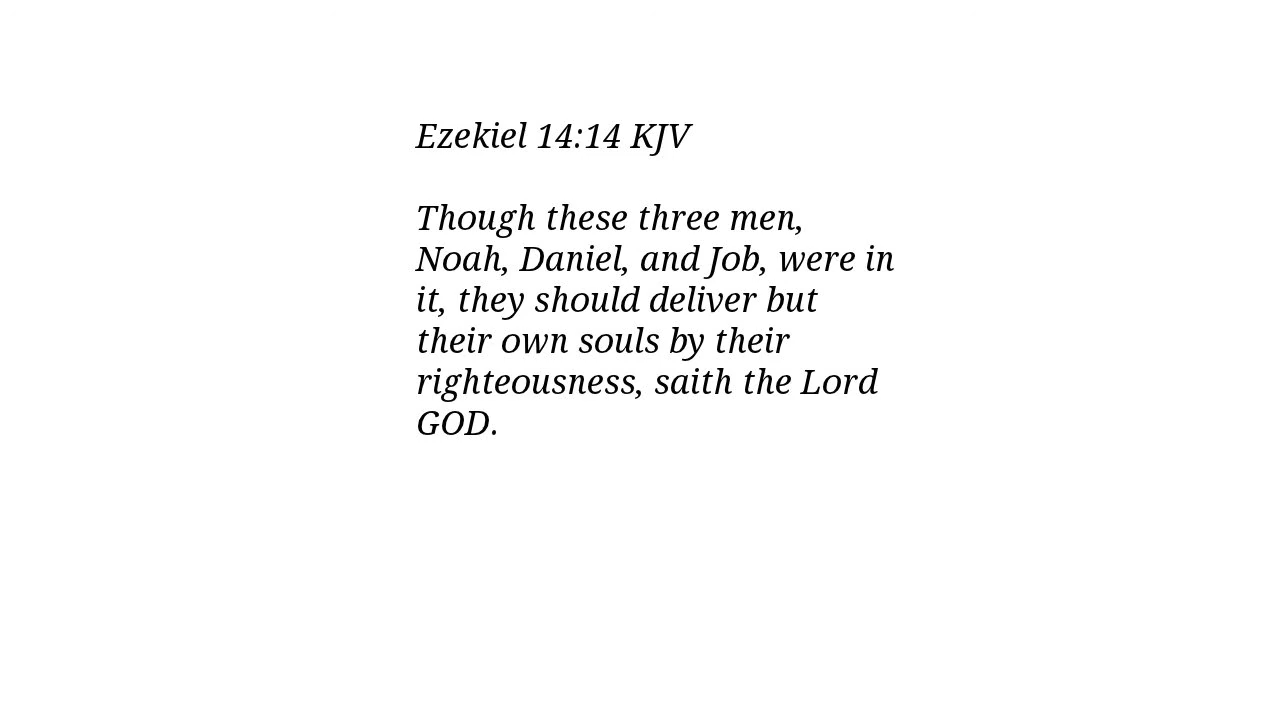 Ezekiel 14:14 KJV
Though these three men,
Noah, Daniel, and Job, were in
it, they should deliver but
their own souls by their
righteousness, saith the Lord
GOD.